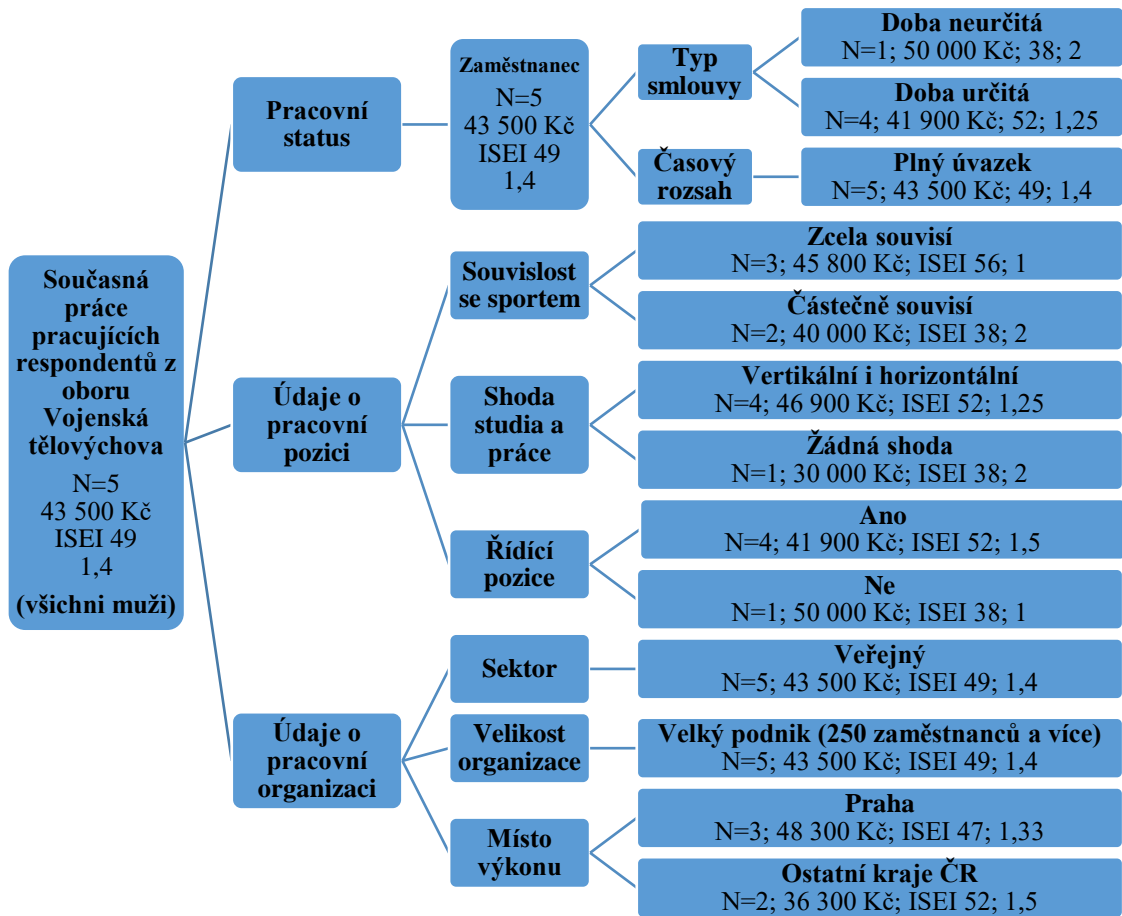 Současná
práce
pracujících
respondentů z
oboru
Vojenská
tělovýchova
N=5
43 500 Kč
ISEI 49
1,4
(všichni muži)
Pracovní
status
Zaměstnanec
N=5
43 500 Kč
ISEI 49
1,4
Typ
smlouvy
Doba neurčitá
N=1; 50 000 Kč; 38; 2
Doba určitá
N=4; 41 900 Kč; 52; 1,25
Časový
rozsah
Plný úvazek
N=5; 43 500 Kč; 49; 1,4
Údaje o
pracovní
pozici
Souvislost
se sportem
Zcela souvisí
N=3; 45 800 Kč; ISEI 56; 1
Částečně souvisí
N=2; 40 000 Kč; ISEI 38; 2
Shoda
studia a
práce
Vertikální i horizontální
N=4; 46 900 Kč; ISEI 52; 1,25
Žádná shoda
N=1; 30 000 Kč; ISEI 38; 2
Řídící
pozice
Ano
N=4; 41 900 Kč; ISEI 52; 1,5
Ne
N=1; 50 000 Kč; ISEI 38; 1
Údaje o
pracovní
organizaci
Sektor
Veřejný
N=5; 43 500 Kč; ISEI 49; 1,4
Velikost
organizace
Velký podnik (250 zaměstnanců a více)
N=5; 43 500 Kč; ISEI 49; 1,4
Místo
výkonu
Praha
N=3; 48 300 Kč; ISEI 47; 1,33
Ostatní kraje ČR
N=2; 36 300 Kč; ISEI 52; 1,5